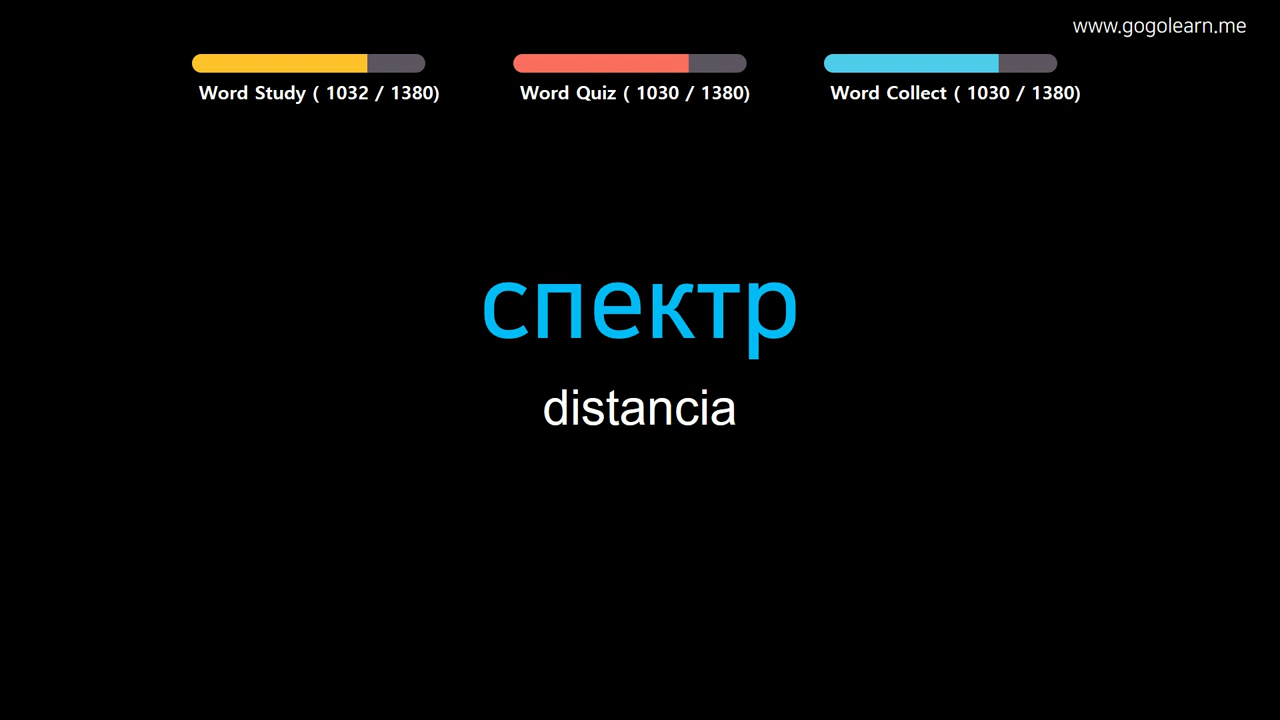 www.gogolearn.me
Word Study ( 1032 / 1380)
Word Quiz ( 1030 / 1380)
Word Collect ( 1030 / 1380)
спектр
distancia